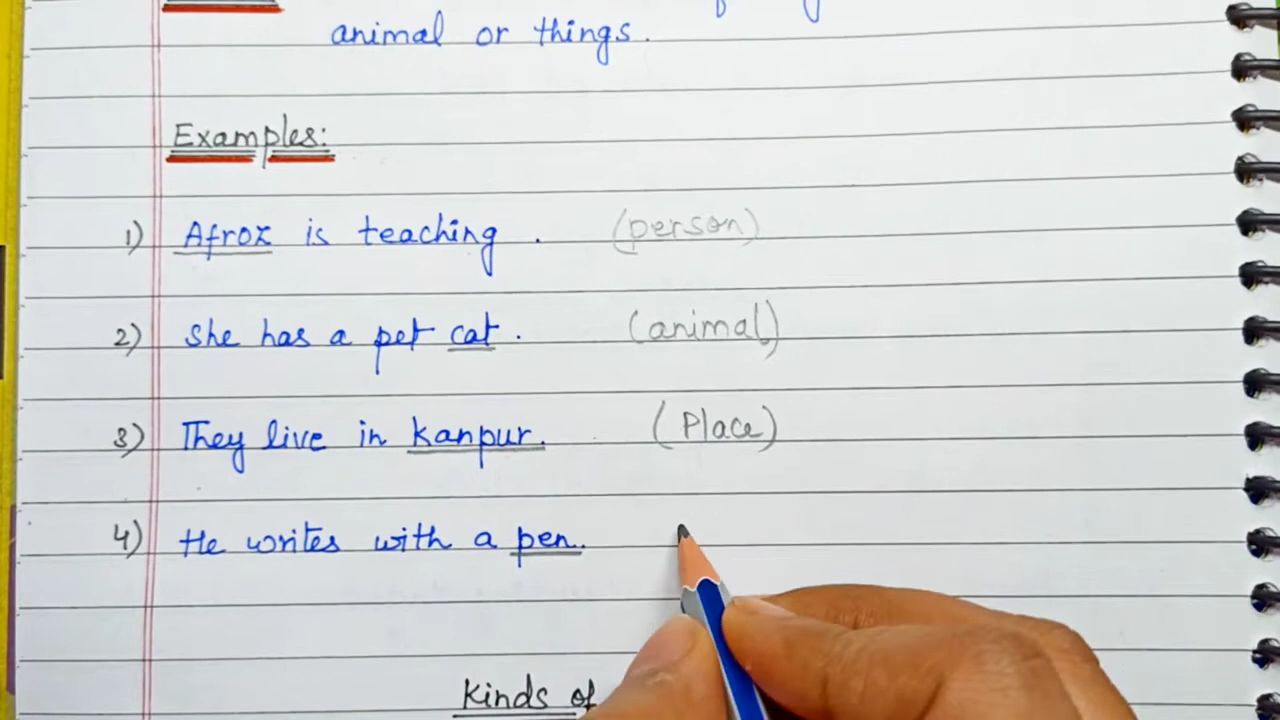 animal or things.
Examples:
1) Afroz is teaching. (person)
2) She has a pet cat. (animal)
3) They live in Kanpur. (Place)
4) He writes with a pen.
Kinds of